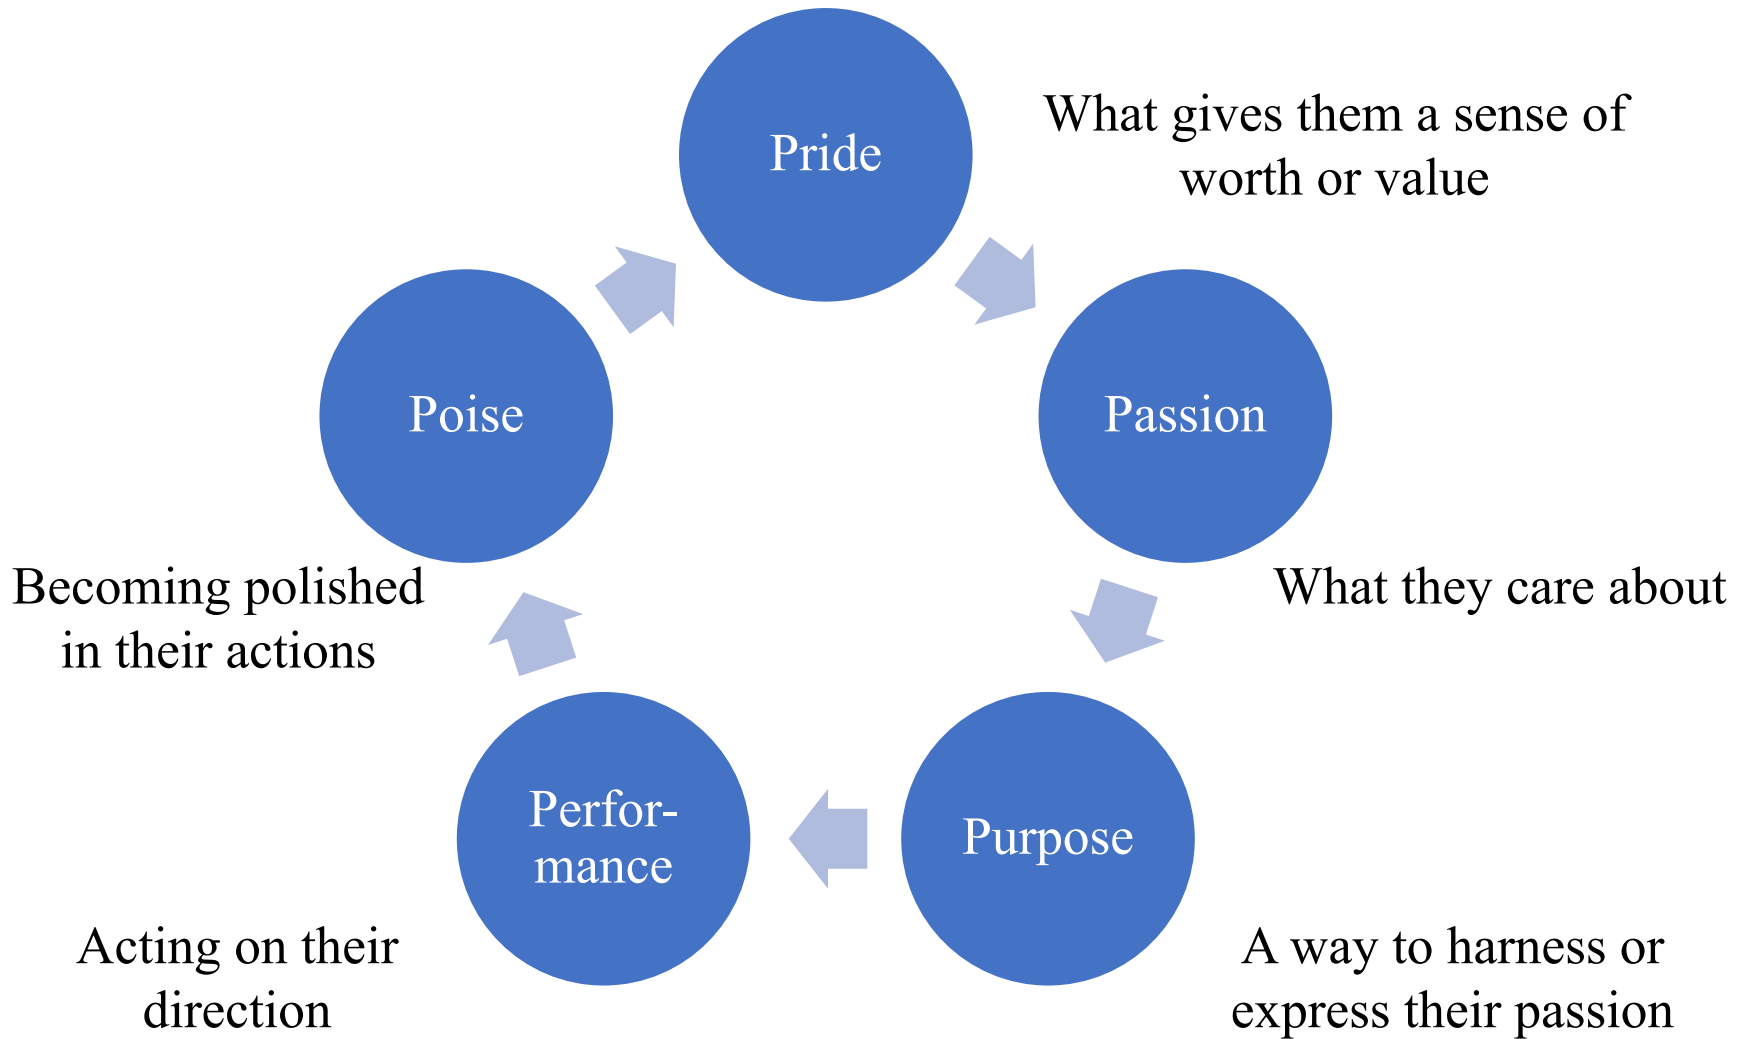 Pride
What gives them a sense of
worth or value
Passion
What they care about
Purpose
A way to harness or
express their passion
Perfor-
mance
Acting on their
direction
Poise
Becoming polished
in their actions